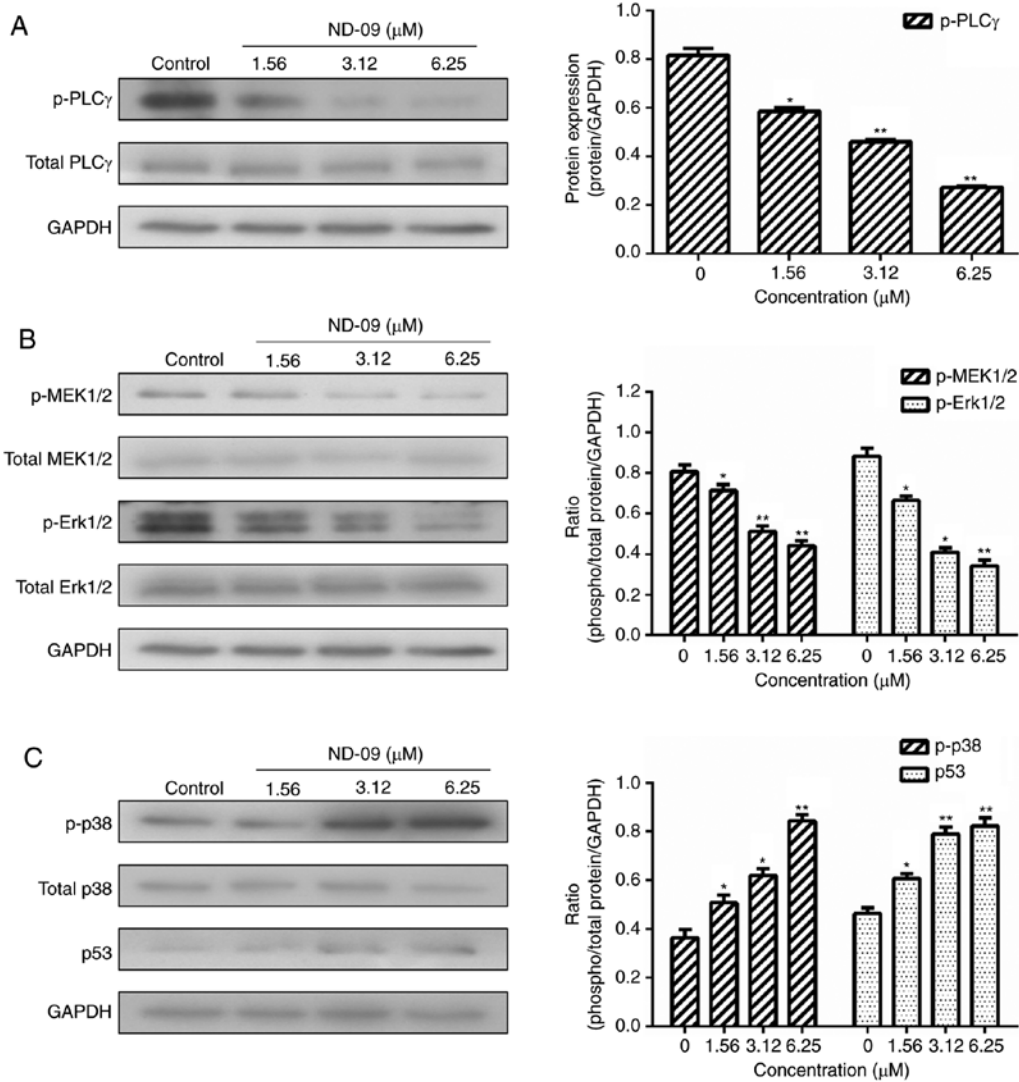 A
ND-09 (μM)
Control 1.56 3.12 6.25
p-PLCγ
Total PLCγ
GAPDH
Protein expression
(protein/GAPDH)
1.0
0.8
0.6
0.4
0.2
0.0
p-PLCγ
*
**
**
0 1.56 3.12 6.25
Concentration (μM)
B
ND-09 (μM)
Control 1.56 3.12 6.25
p-MEK1/2
Total MEK1/2
p-Erk1/2
Total Erk1/2
GAPDH
Ratio
(phospho/total protein/GAPDH)
1.2
1.0
0.8
0.6
0.4
0.2
0.0
p-MEK1/2
p-Erk1/2
* ** ** * * **
0 1.56 3.12 6.25 0 1.56 3.12 6.25
Concentration (μM)
C
ND-09 (μM)
Control 1.56 3.12 6.25
p-p38
Total p38
p53
GAPDH
Ratio
(phospho/total protein/GAPDH)
1.0
0.8
0.6
0.4
0.2
0.0
p-p38
p53
* * ** * ** **
0 1.56 3.12 6.25 0 1.56 3.12 6.25
Concentration (μM)